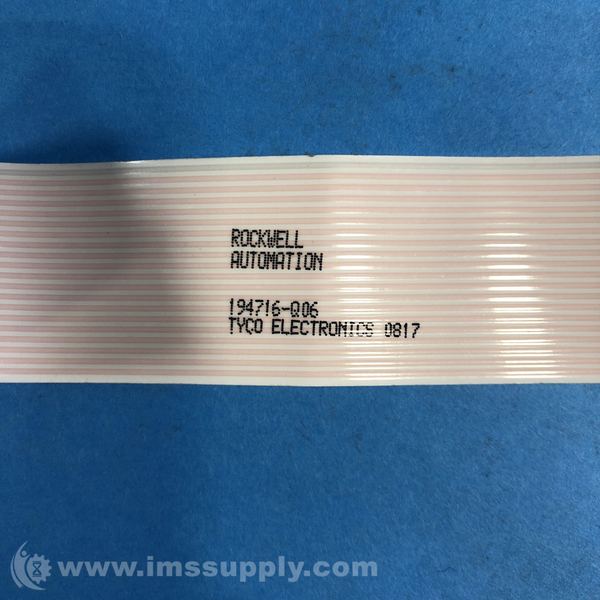 ROCKWELL
AUTOMATION
194716-Q06
TYCO ELECTRONICS 0817
www.imssupply.com